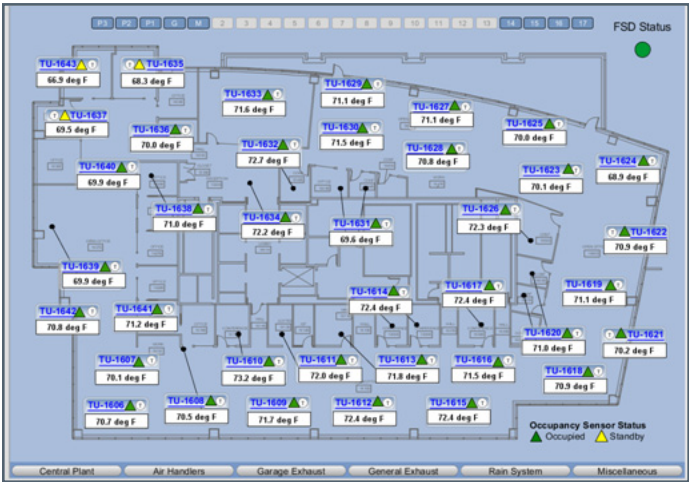 P3 P2 P1 G M 2 3 4 5 6 7 8 9 10 11 12 13 14 15 16 17
FSD Status
TU-1643
66.9 deg F
TU-1635
68.3 deg F
TU-1633
71.6 deg F
TU-1629
71.1 deg F
TU-1627
71.1 deg F
TU-1637
69.5 deg F
TU-1636
70.0 deg F
TU-1630
71.5 deg F
TU-1625
70.0 deg F
TU-1632
72.7 deg F
TU-1628
70.8 deg F
TU-1640
69.9 deg F
TU-1623
70.1 deg F
TU-1624
68.9 deg F
TU-1638
71.0 deg F
TU-1634
72.2 deg F
TU-1631
69.6 deg F
TU-1626
72.3 deg F
TU-1622
70.9 deg F
TU-1639
69.9 deg F
TU-1614
72.4 deg F
TU-1617
72.4 deg F
TU-1619
71.1 deg F
TU-1642
70.8 deg F
TU-1641
71.2 deg F
TU-1620
71.0 deg F
TU-1621
70.2 deg F
TU-1607
70.1 deg F
TU-1610
73.2 deg F
TU-1611
72.0 deg F
TU-1613
71.8 deg F
TU-1616
71.5 deg F
TU-1618
70.9 deg F
TU-1606
70.7 deg F
TU-1608
70.5 deg F
TU-1609
71.7 deg F
TU-1612
72.4 deg F
TU-1615
72.4 deg F
Occupancy Sensor Status
Occupied Standby
Central Plant Air Handlers Garage Exhaust General Exhaust Rain System Miscellaneous